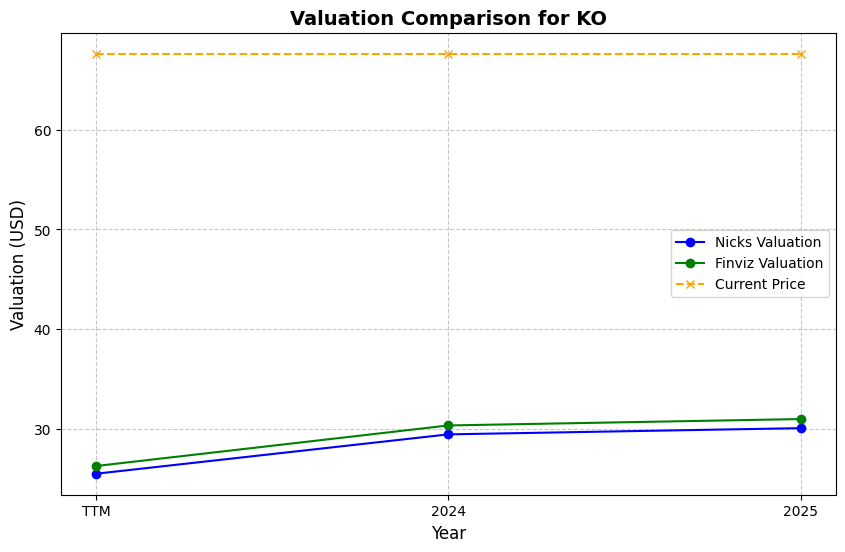 Valuation Comparison for KO
Valuation (USD)
60
50
40
30
Nicks Valuation
Finviz Valuation
Current Price
TTM 2024 2025
Year